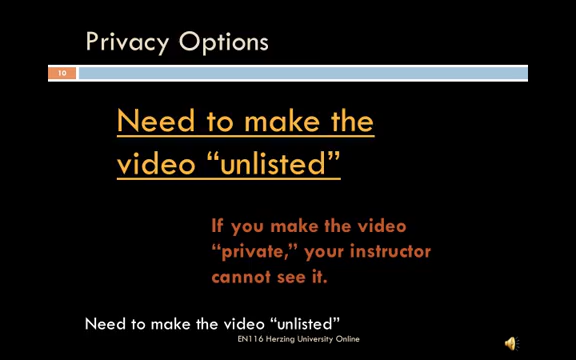 Privacy Options
10
Need to make the
video “unlisted”
If you make the video
“private,” your instructor
cannot see it.
Need to make the video “unlisted”
EN116 Herzing University Online